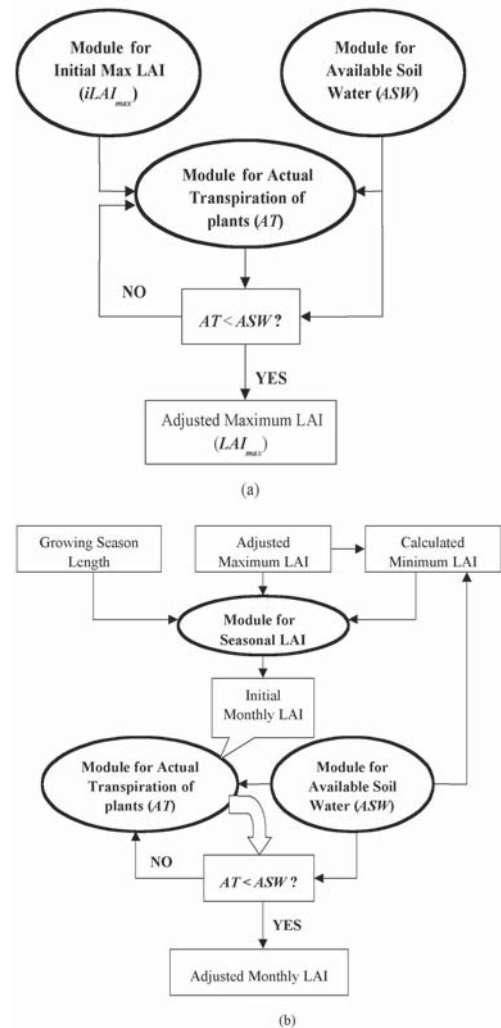 Module for
Initial Max LAI
(iLAI_max)
Module for
Available Soil
Water (ASW)
Module for Actual
Transpiration of
plants (AT)
NO
AT < ASW ?
YES
Adjusted Maximum LAI
(LAI_max)
(a)
Growing Season
Length
Adjusted
Maximum LAI
Calculated
Minimum LAI
Module for
Seasonal LAI
Initial
Monthly LAI
Module for Actual
Transpiration of
plants (AT)
Module for
Available Soil
Water (ASW)
NO
AT < ASW ?
YES
Adjusted Monthly LAI
(b)